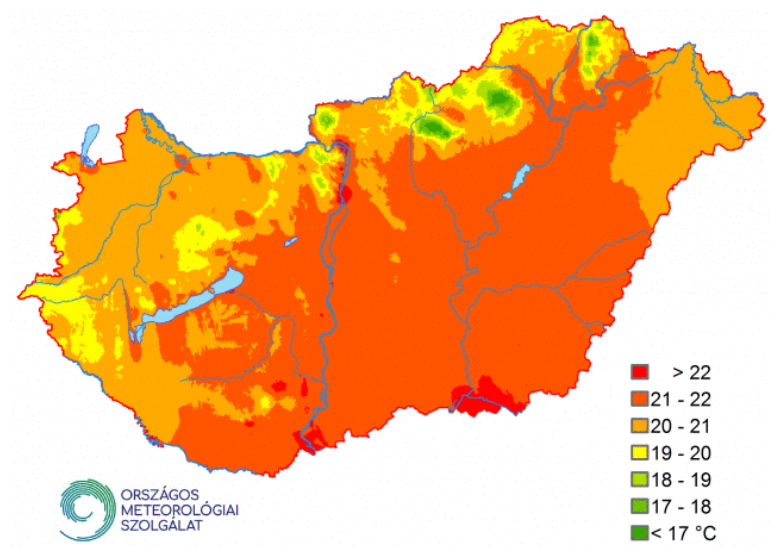 > 22
21 - 22
20 - 21
19 - 20
18 - 19
17 - 18
< 17 °C
ORSZÁGOS
METEOROLÓGIAI
SZOLGÁLAT